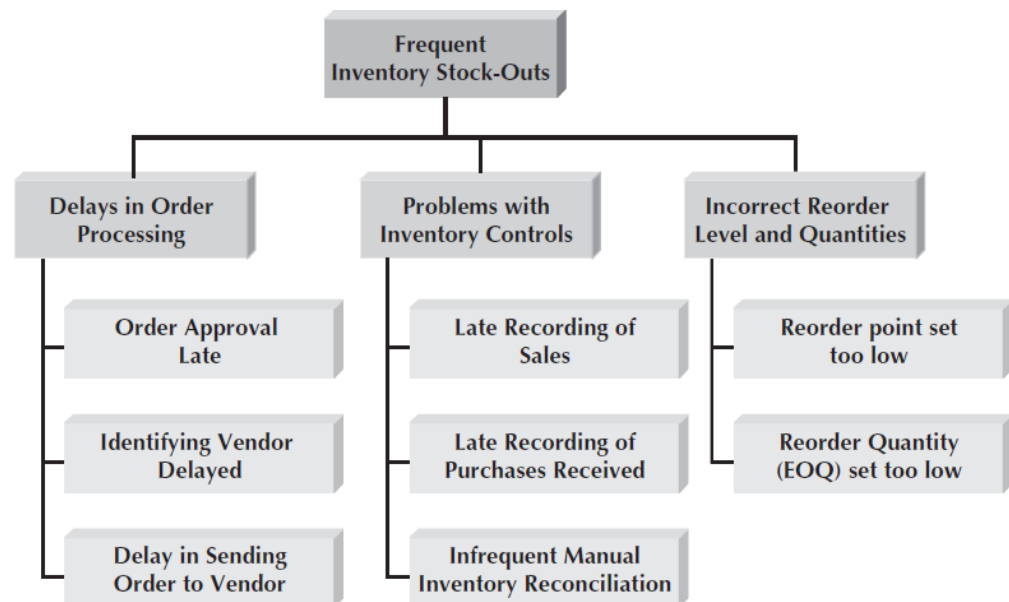 Frequent
Inventory Stock-Outs
Delays in Order
Processing
Problems with
Inventory Controls
Incorrect Reorder
Level and Quantities
Order Approval
Late
Late Recording of
Sales
Reorder point set
too low
Identifying Vendor
Delayed
Late Recording of
Purchases Received
Reorder Quantity
(EOQ) set too low
Delay in Sending
Order to Vendor
Infrequent Manual
Inventory Reconciliation